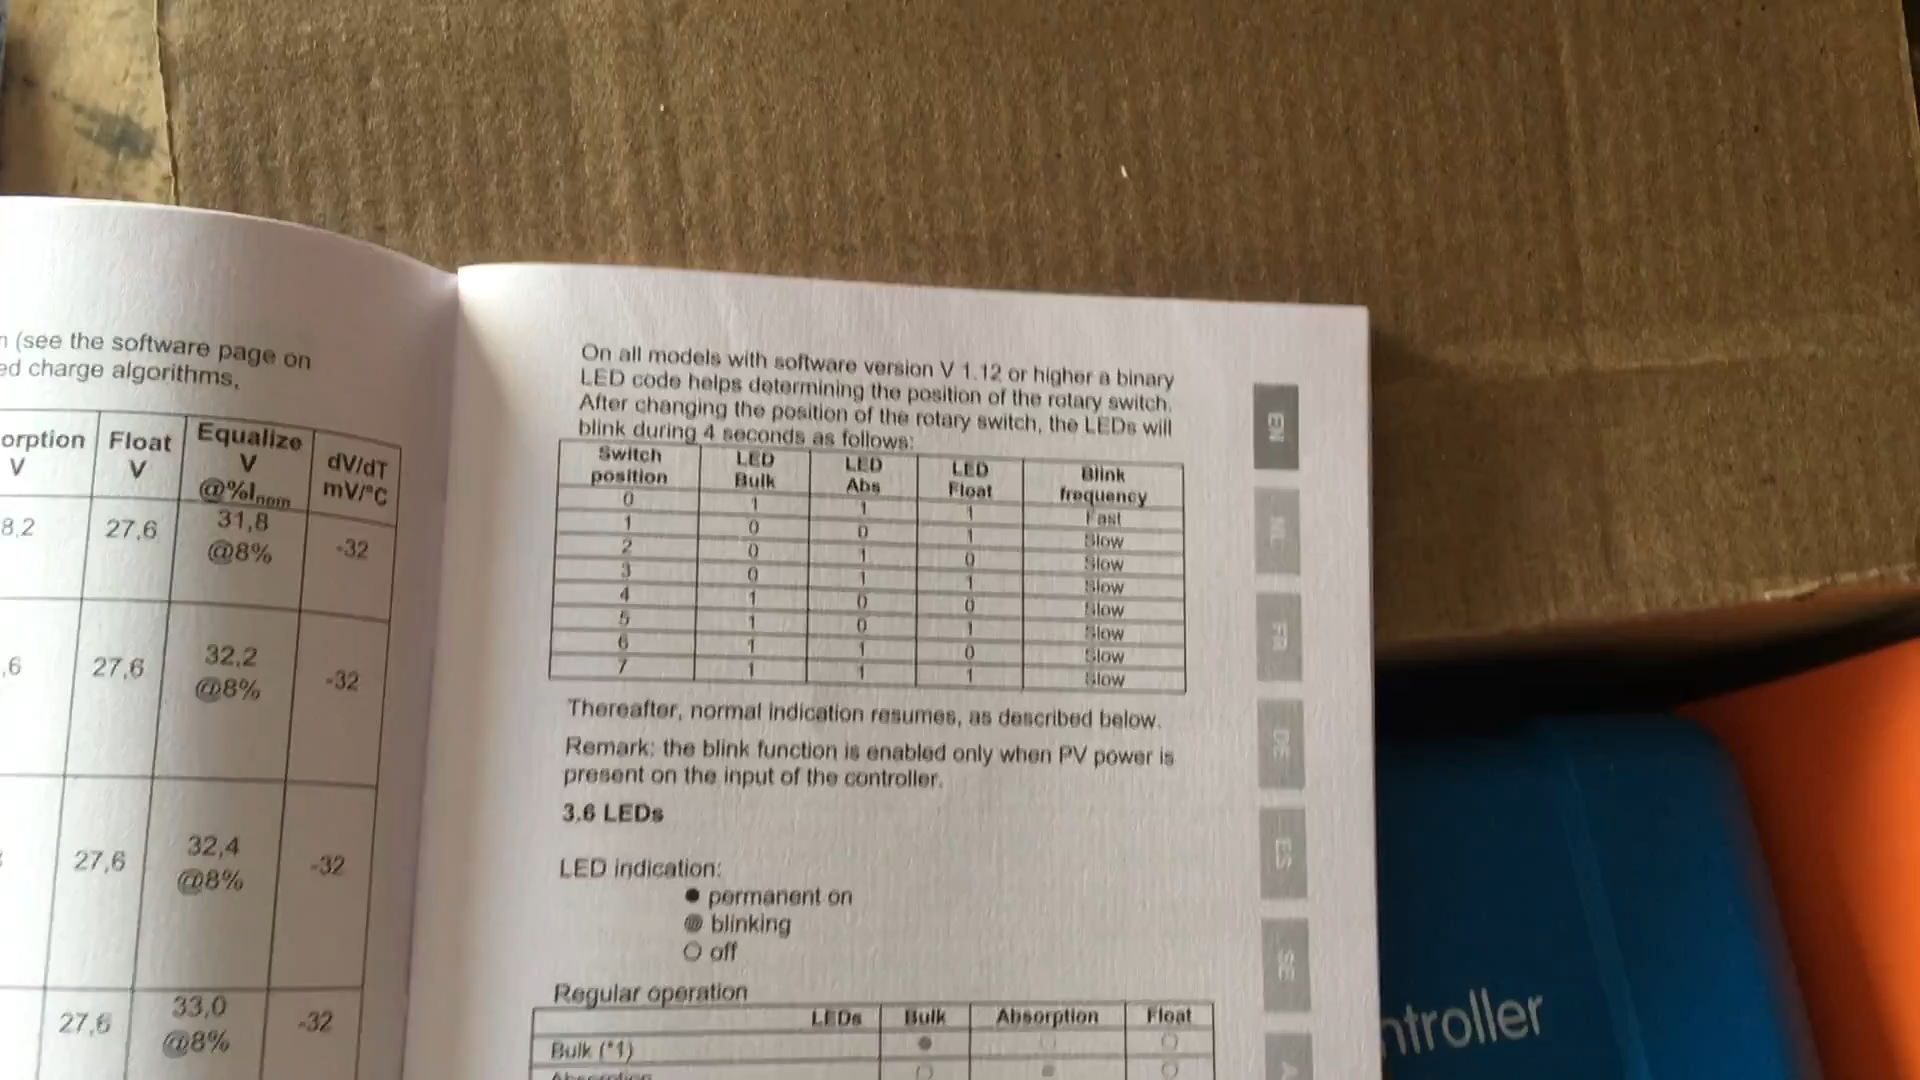 n (see the software page on
ed charge algorithms,
orption Float Equalize dV/dT
V V V mV/°C
@%Inom
8,2 27,6 31,8 -32
@8%
,6 27,6 32,2 -32
@8%
27,6 32,4 -32
@8%
27,6 33,0 -32
@8%
On all models with software version V 1.12 or higher a binary
LED code helps determining the position of the rotary switch.
After changing the position of the rotary switch, the LEDs will
blink during 4 seconds as follows:
Switch LED LED LED Blink
position Bulk Abs Float frequency
0 1 1 1 Fast
1 0 0 1 Slow
2 0 1 0 Slow
3 0 1 1 Slow
4 1 0 0 Slow
5 1 0 1 Slow
6 1 1 0 Slow
7 1 1 1 Slow
Thereafter, normal indication resumes, as described below.
Remark: the blink function is enabled only when PV power is
present on the input of the controller.
3.6 LEDs
LED indication:
● permanent on
◍ blinking
○ off
Regular operation
LEDs Bulk Absorption Float
Bulk (*1) ● ○ ○
Absorption ○ ● ○
EN
NL
FR
DE
ES
SE
ntroller